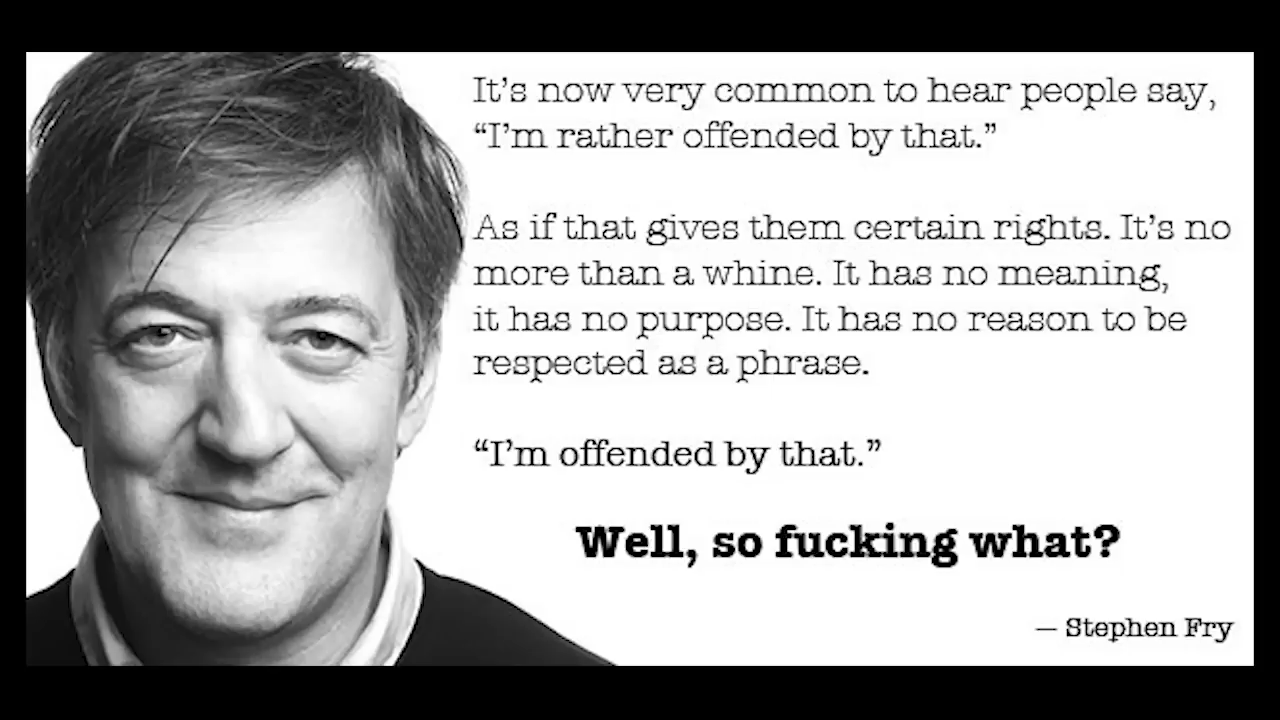 It’s now very common to hear people say,
“I’m rather offended by that.”
As if that gives them certain rights. It’s no
more than a whine. It has no meaning,
it has no purpose. It has no reason to be
respected as a phrase.
“I’m offended by that.”
Well, so fucking what?
— Stephen Fry